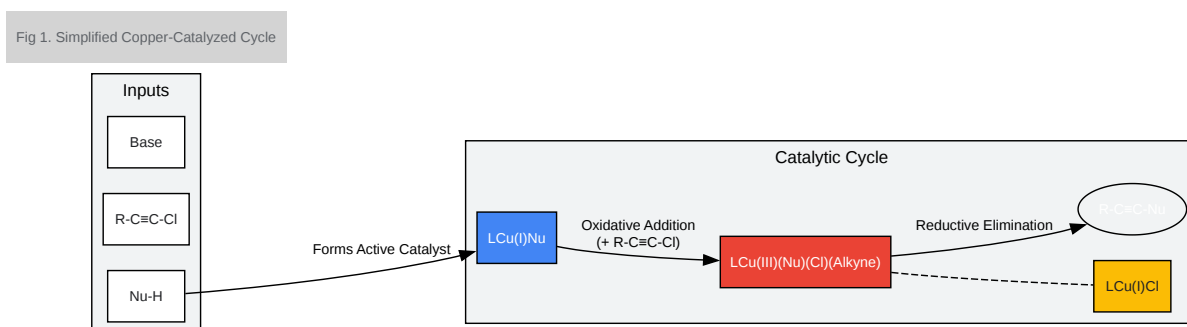 Fig 1. Simplified Copper-Catalyzed Cycle
Inputs
Base
R-C≡C-Cl
Nu-H
Forms Active Catalyst
Catalytic Cycle
LCu(I)Nu
Oxidative Addition
(+ R-C≡C-Cl)
LCu(III)(Nu)(Cl)(Alkyne)
Reductive Elimination
R-C≡C-Nu
LCu(I)Cl